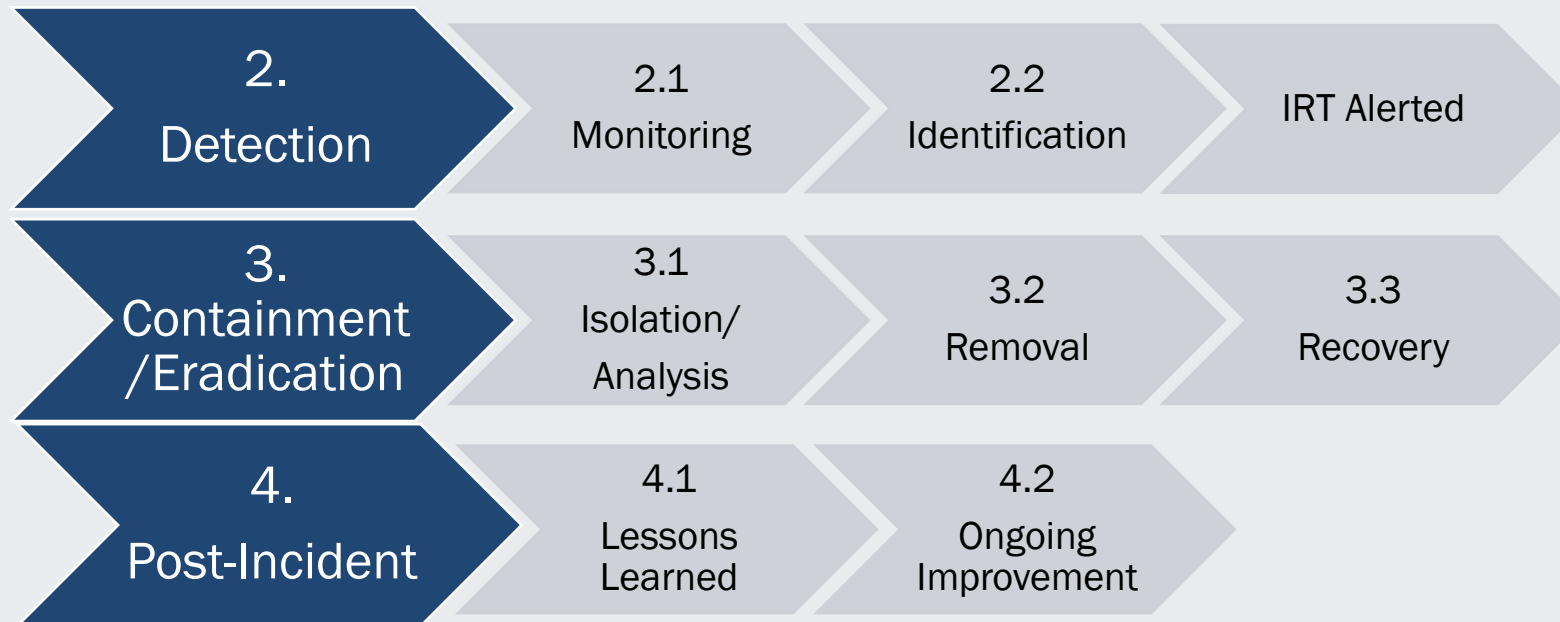 2.
Detection
2.1
Monitoring
2.2
Identification
IRT Alerted
3.
Containment
/Eradication
3.1
Isolation/
Analysis
3.2
Removal
3.3
Recovery
4.
Post-Incident
4.1
Lessons
Learned
4.2
Ongoing
Improvement